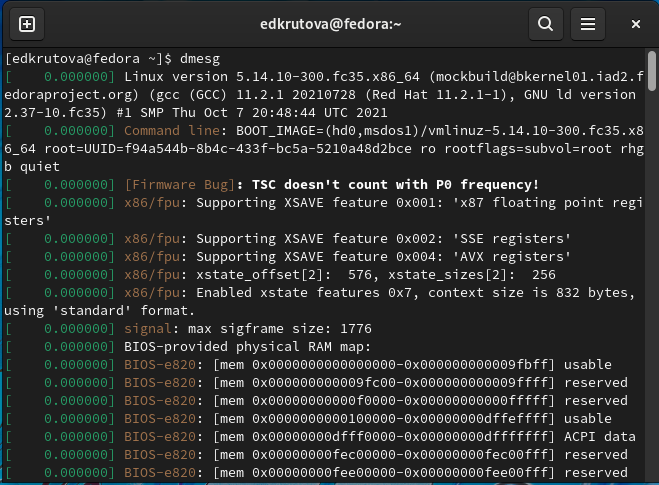 edkrutova@fedora:~
[edkrutova@fedora ~]$ dmesg
[    0.000000] Linux version 5.14.10-300.fc35.x86_64 (mockbuild@bkernel01.iad2.f
edoraproject.org) (gcc (GCC) 11.2.1 20210728 (Red Hat 11.2.1-1), GNU ld version
2.37-10.fc35) #1 SMP Thu Oct 7 20:48:44 UTC 2021
[    0.000000] Command line: BOOT_IMAGE=(hd0,msdos1)/vmlinuz-5.14.10-300.fc35.x8
6_64 root=UUID=f94a544b-8b4c-433f-bc5a-5210a48d2bce ro rootflags=subvol=root rhg
b quiet
[    0.000000] [Firmware Bug]: TSC doesn't count with P0 frequency!
[    0.000000] x86/fpu: Supporting XSAVE feature 0x001: 'x87 floating point regi
sters'
[    0.000000] x86/fpu: Supporting XSAVE feature 0x002: 'SSE registers'
[    0.000000] x86/fpu: Supporting XSAVE feature 0x004: 'AVX registers'
[    0.000000] x86/fpu: xstate_offset[2]:  576, xstate_sizes[2]:  256
[    0.000000] x86/fpu: Enabled xstate features 0x7, context size is 832 bytes,
using 'standard' format.
[    0.000000] signal: max sigframe size: 1776
[    0.000000] BIOS-provided physical RAM map:
[    0.000000] BIOS-e820: [mem 0x0000000000000000-0x000000000009fbff] usable
[    0.000000] BIOS-e820: [mem 0x000000000009fc00-0x000000000009ffff] reserved
[    0.000000] BIOS-e820: [mem 0x00000000000f0000-0x00000000000fffff] reserved
[    0.000000] BIOS-e820: [mem 0x0000000000100000-0x00000000dffeffff] usable
[    0.000000] BIOS-e820: [mem 0x00000000dfff0000-0x00000000dfffffff] ACPI data
[    0.000000] BIOS-e820: [mem 0x00000000fec00000-0x00000000fec00fff] reserved
[    0.000000] BIOS-e820: [mem 0x00000000fee00000-0x00000000fee00fff] reserved